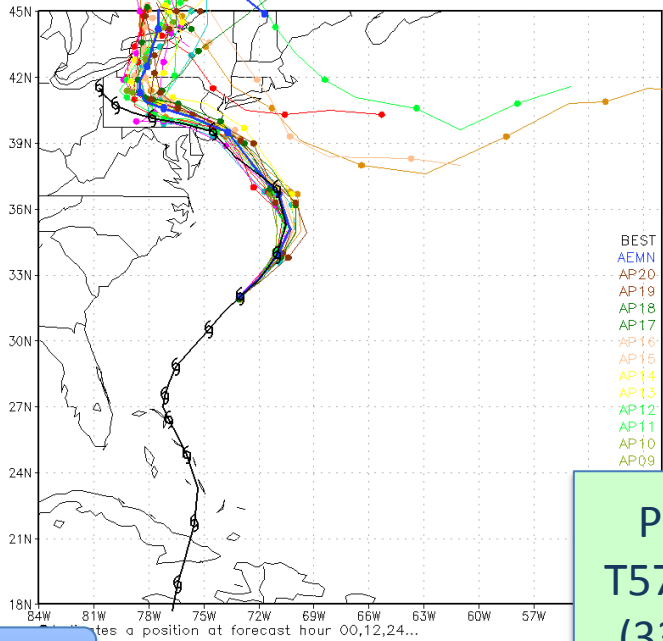 45N
42N
39N
36N
33N
30N
27N
24N
21N
18N
84W 81W 78W 75W 72W 69W 66W 63W 60W 57W
BEST
AEMN
AP20
AP19
AP18
AP17
AP16
AP15
AP14
AP13
AP12
AP11
AP10
AP09
a position at forecast hour 00,12,24...
P
T57